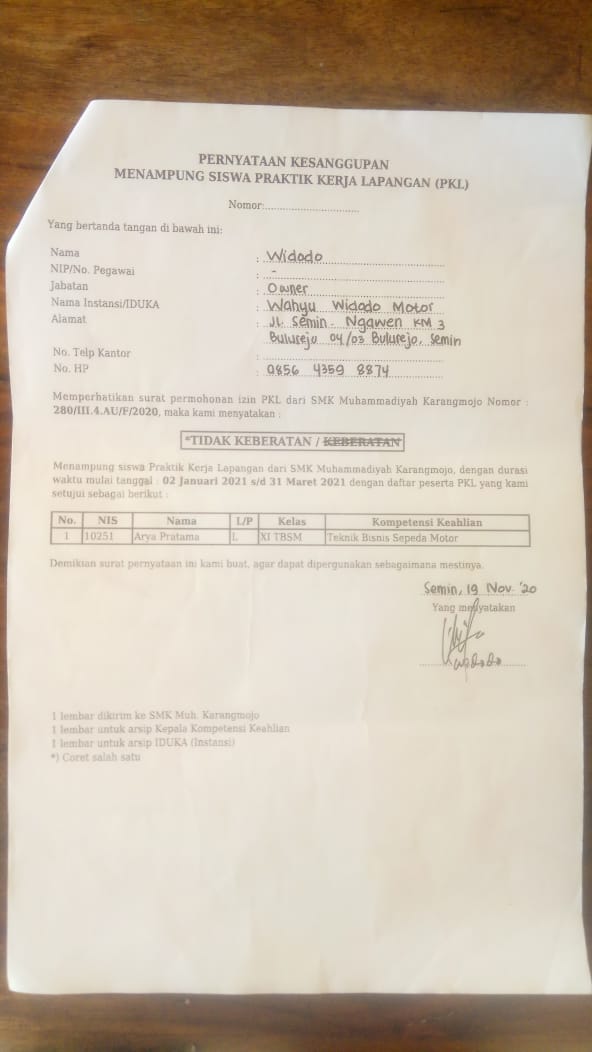 PERNYATAAN KESANGGUPAN
MENAMPUNG SISWA PRAKTIK KERJA LAPANGAN (PKL)
Nomor:................................
Yang bertanda tangan di bawah ini:
Nama : Widodo
NIP/No. Pegawai : -
Jabatan : Owner
Nama Instansi/IDUKA : Wahyu Widodo Motor
Alamat : Jl. Semin - Ngawen KM 3
Bulurejo 04/03 Bulurejo, Semin
No. Telp Kantor :
No. HP : 0856 4359 8874
Memperhatikan surat permohonan izin PKL dari SMK Muhammadiyah Karangmojo Nomor :
280/III.4.AU/F/2020, maka kami menyatakan :
*TIDAK KEBERATAN / KEBERATAN
Menampung siswa Praktik Kerja Lapangan dari SMK Muhammadiyah Karangmojo, dengan durasi
waktu mulai tanggal : 02 Januari 2021 s/d 31 Maret 2021 dengan daftar peserta PKL yang kami
setujui sebagai berikut :
No. NIS Nama L/P Kelas Kompetensi Keahlian
1 10251 Arya Pratama L XI TBSM Teknik Bisnis Sepeda Motor
Demikian surat pernyataan ini kami buat, agar dapat dipergunakan sebagaimana mestinya.
Semin, 19 Nov '20
Yang menyatakan
Widodo
1 lembar dikirim ke SMK Muh. Karangmojo
1 lembar untuk arsip Kepala Kompetensi Keahlian
1 lembar untuk arsip IDUKA (Instansi)
*) Coret salah satu